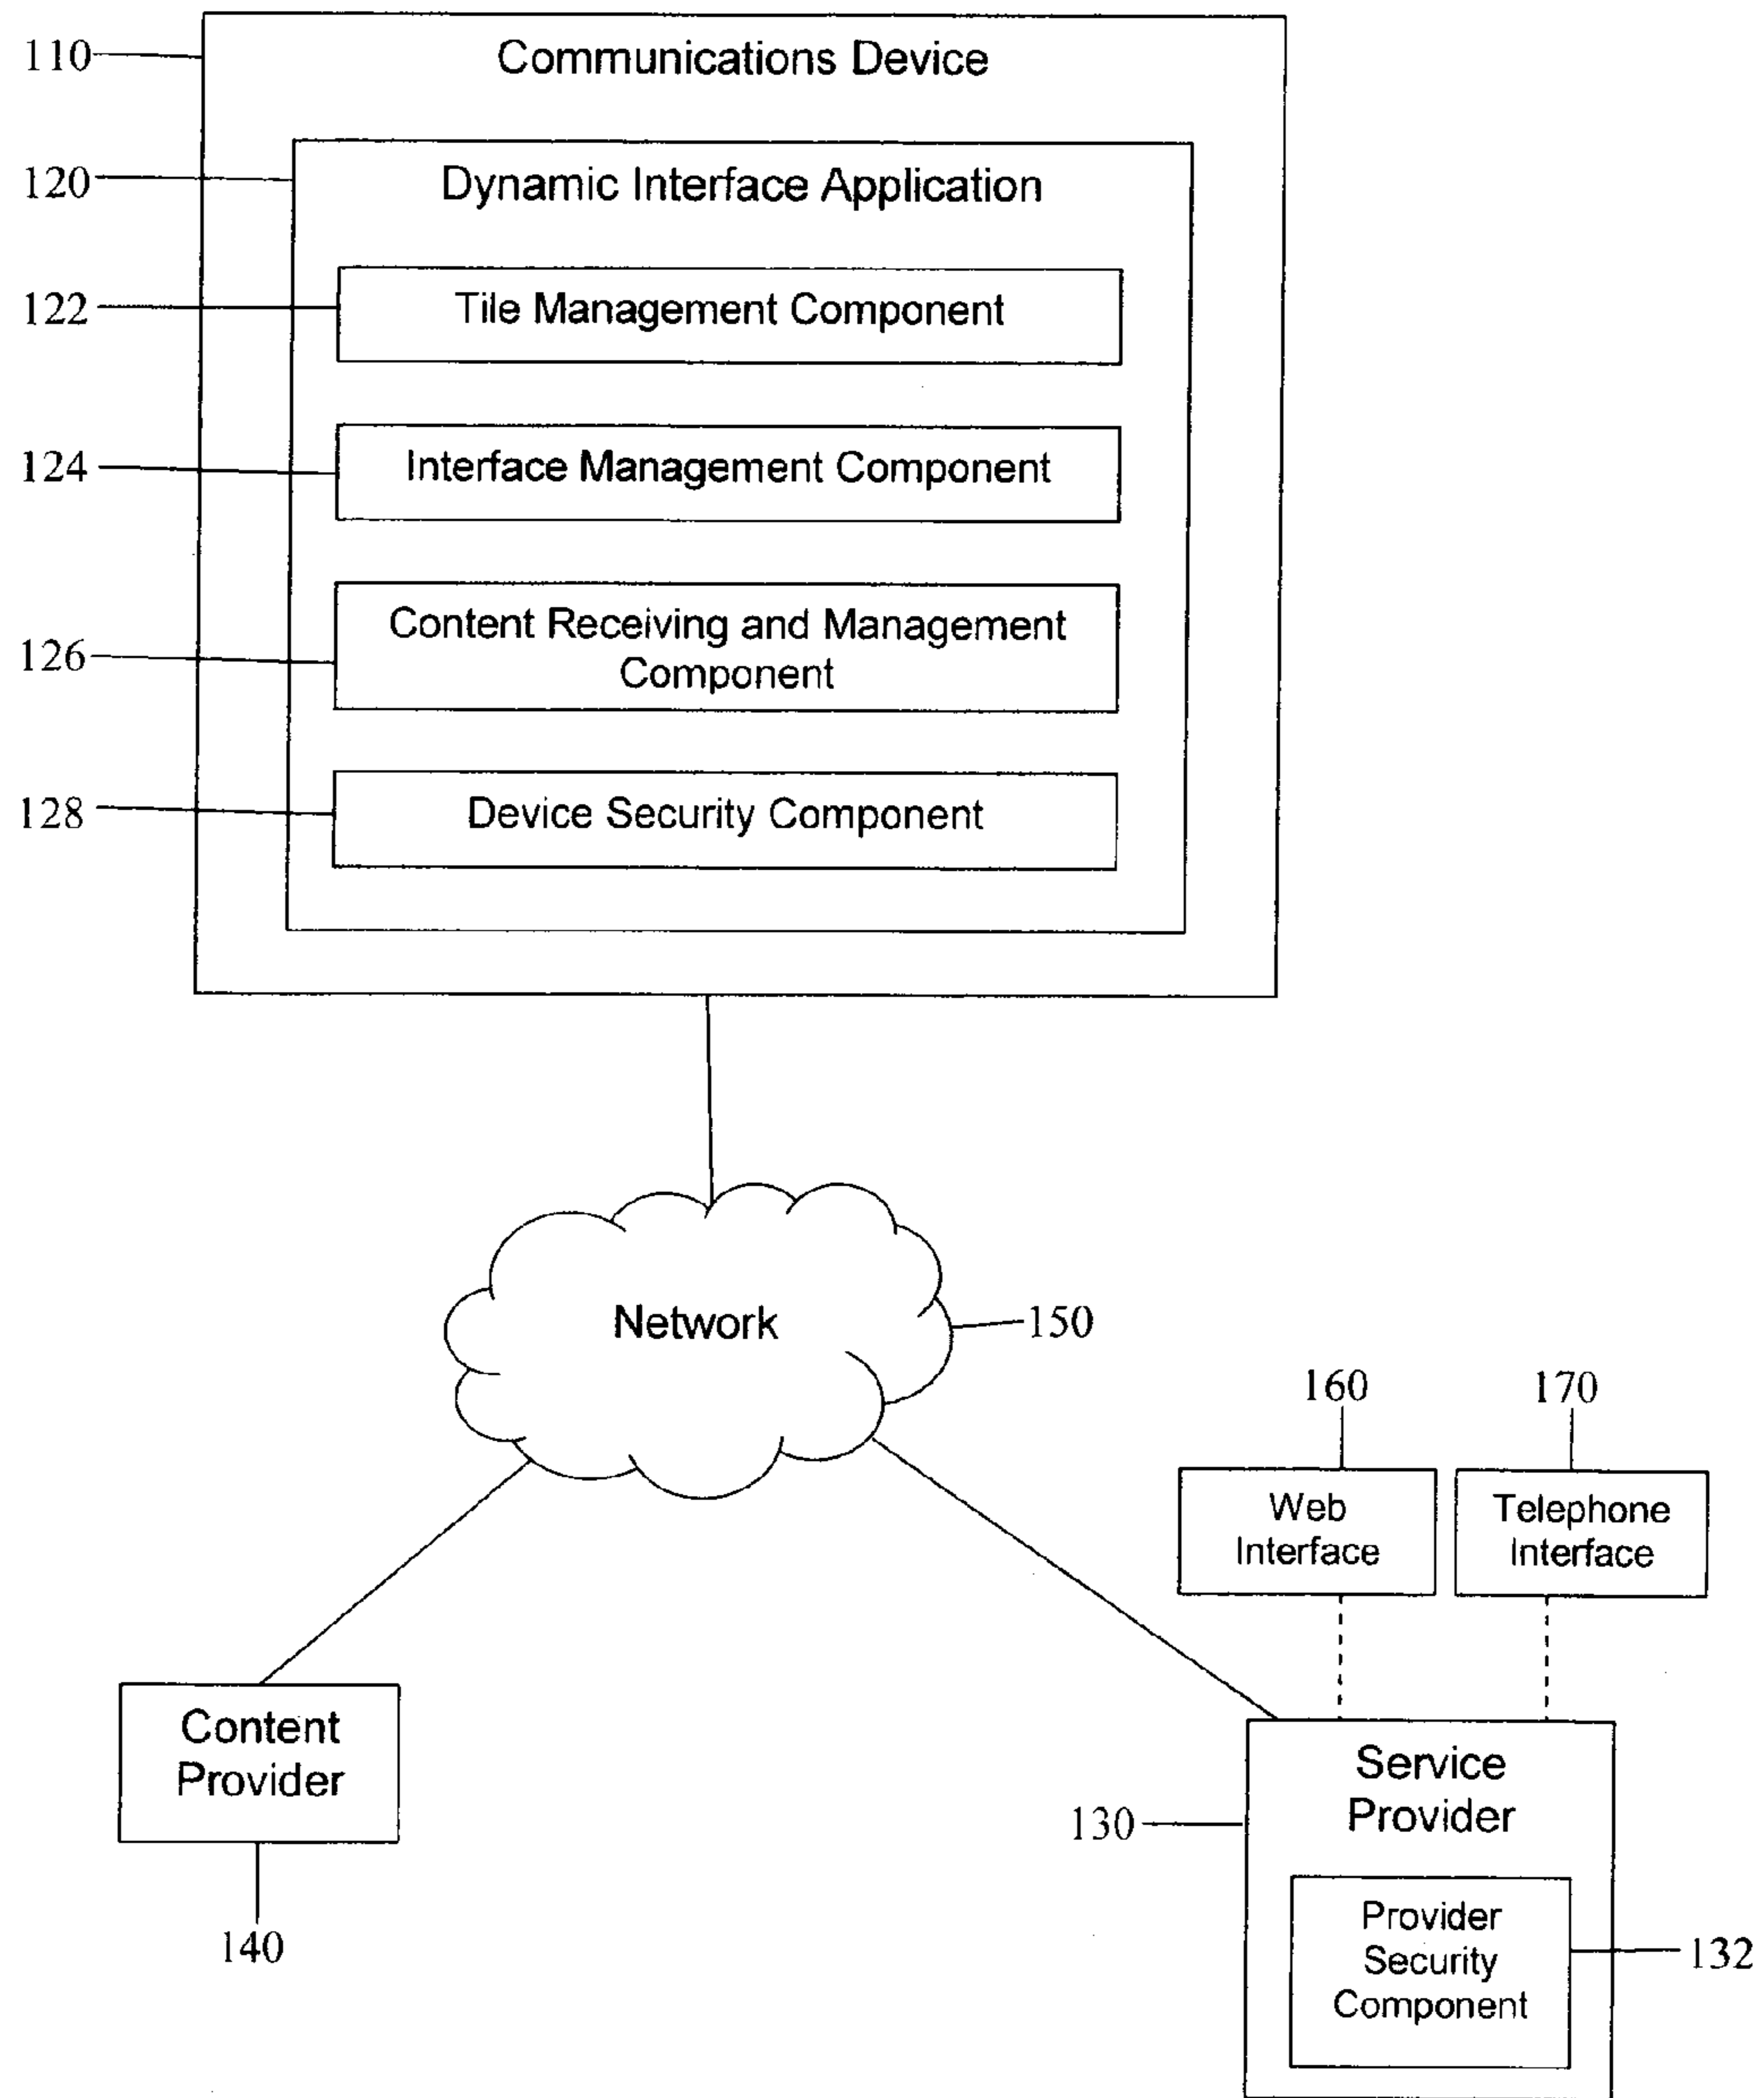 110
Communications Device
120
Dynamic Interface Application
122
Tile Management Component
124
Interface Management Component
126
Content Receiving and Management
Component
128
Device Security Component
Network
150
160
170
Web
Interface
Telephone
Interface
Content
Provider
140
130
Service
Provider
Provider
Security
Component
132